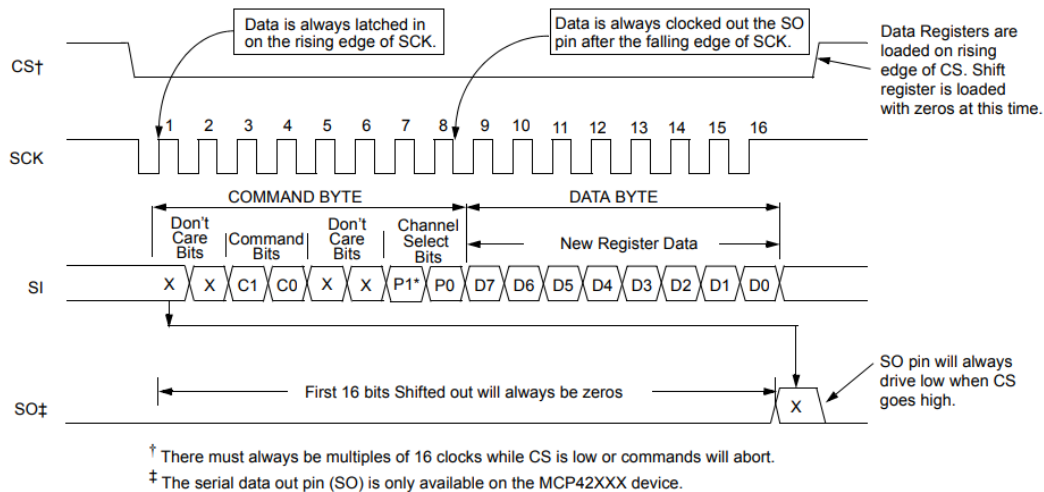 Data is always latched in
on the rising edge of SCK.
Data is always clocked out the SO
pin after the falling edge of SCK.
Data Registers are
loaded on rising
edge of CS. Shift
register is loaded
with zeros at this time.
CS†
1 2 3 4 5 6 7 8 9 10 11 12 13 14 15 16
SCK
COMMAND BYTE
DATA BYTE
Don't
Care
Bits
Command
Bits
Don't
Care
Bits
Channel
Select
Bits
New Register Data
SI
X X C1 C0 X X P1* P0 D7 D6 D5 D4 D3 D2 D1 D0
First 16 bits Shifted out will always be zeros
SO‡
X
SO pin will always
drive low when CS
goes high.
† There must always be multiples of 16 clocks while CS is low or commands will abort.
‡ The serial data out pin (SO) is only available on the MCP42XXX device.